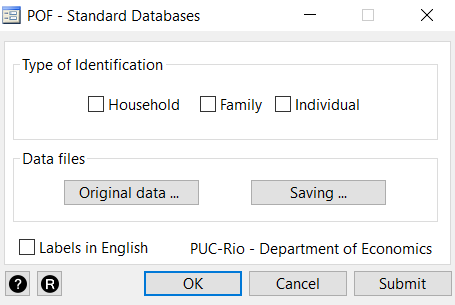 POF - Standard Databases
Type of Identification
Household Family Individual
Data files
Original data ... Saving ...
Labels in English PUC-Rio - Department of Economics
? R OK Cancel Submit